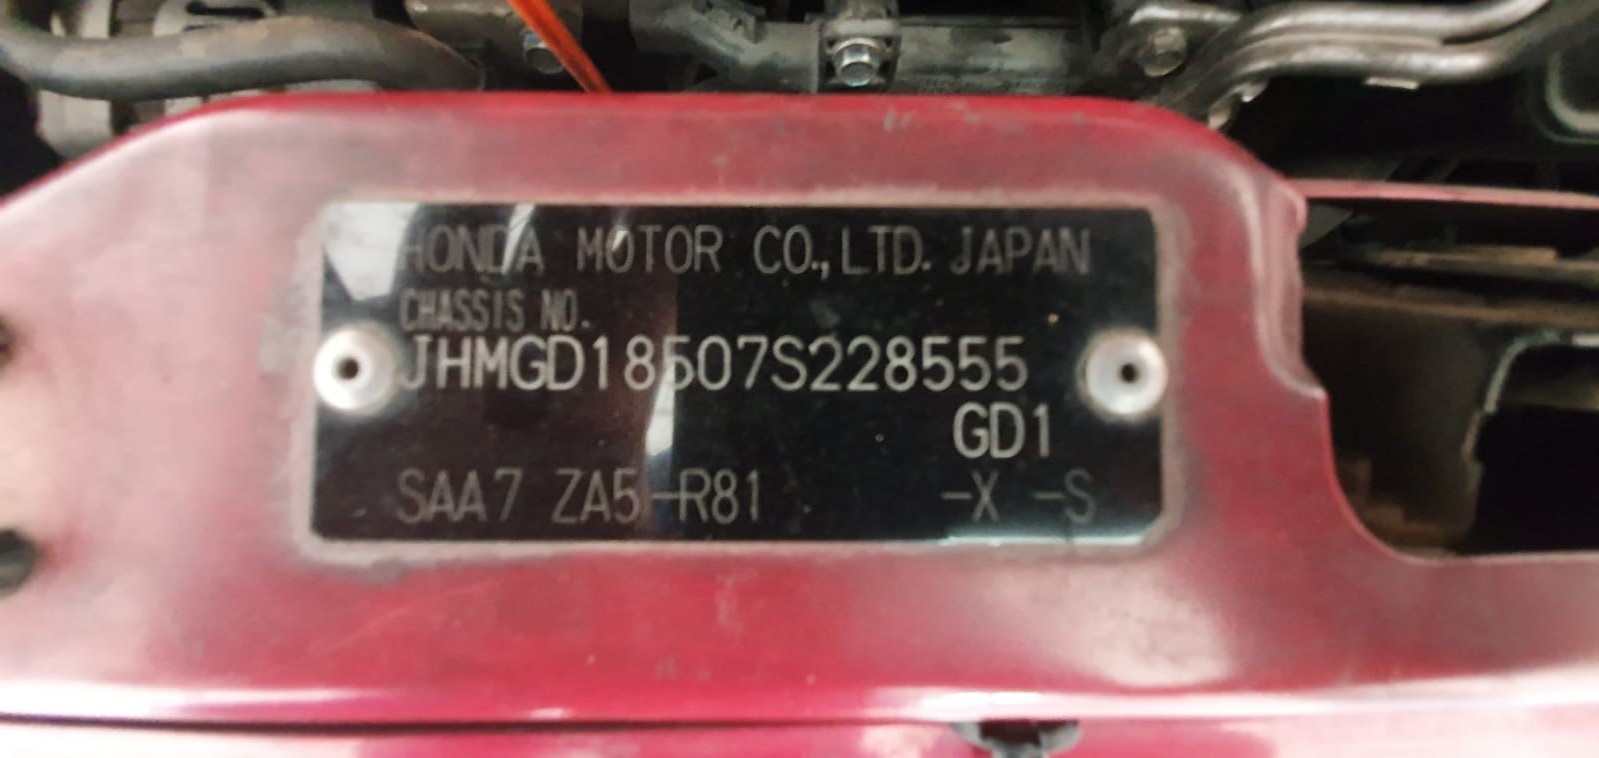 HONDA MOTOR CO., LTD. JAPAN
CHASSIS NO.
JHMGD18507S228555
GD1
SAA7 ZA5-R81 -X -S